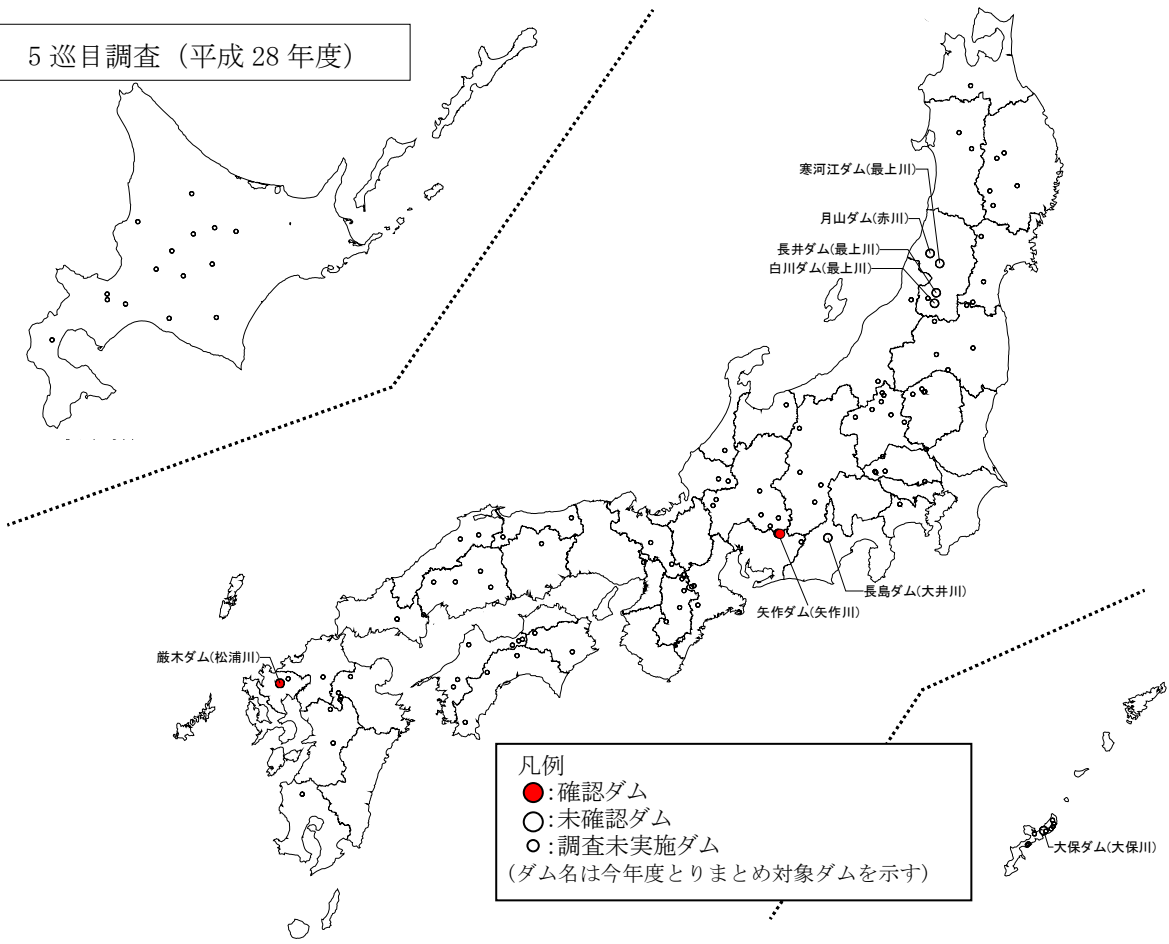 5 巡目調査（平成 28 年度）
寒河江ダム(最上川)
月山ダム(赤川)
長井ダム(最上川)
白川ダム(最上川)
長島ダム(大井川)
矢作ダム(矢作川)
厳木ダム(松浦川)
大保ダム(大保川)
凡例
:確認ダム
:未確認ダム
:調査未実施ダム
(ダム名は今年度とりまとめ対象ダムを示す)